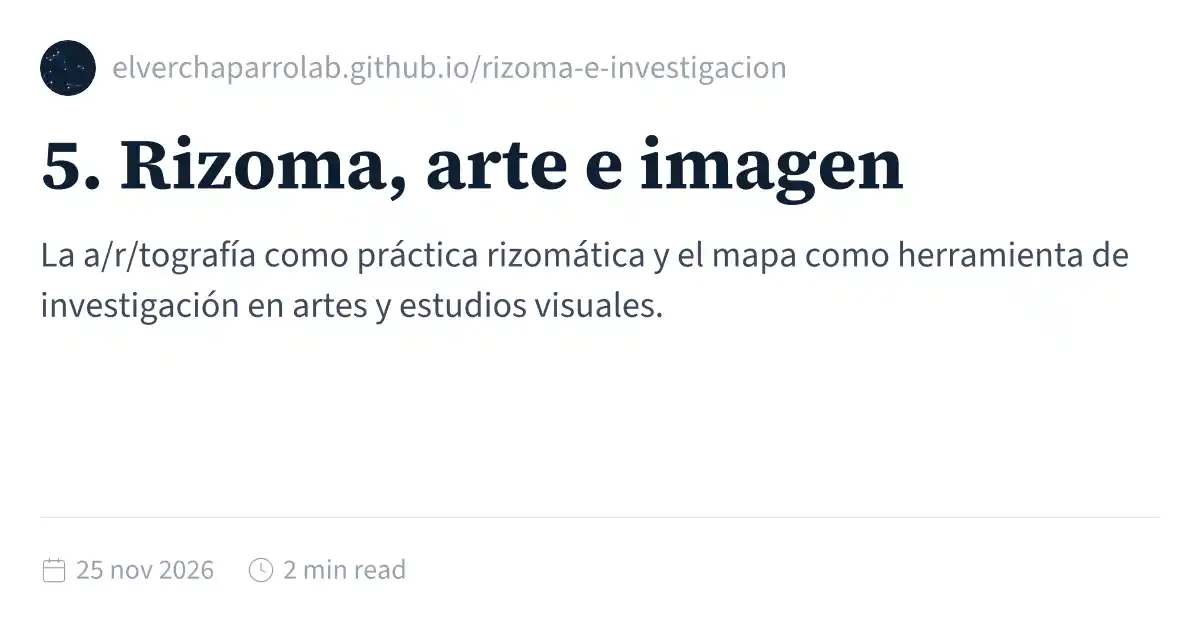 elverchaparrolab.github.io/rizoma-e-investigacion
5. Rizoma, arte e imagen
La a/r/tografía como práctica rizomática y el mapa como herramienta de
investigación en artes y estudios visuales.
25 nov 2026 2 min read